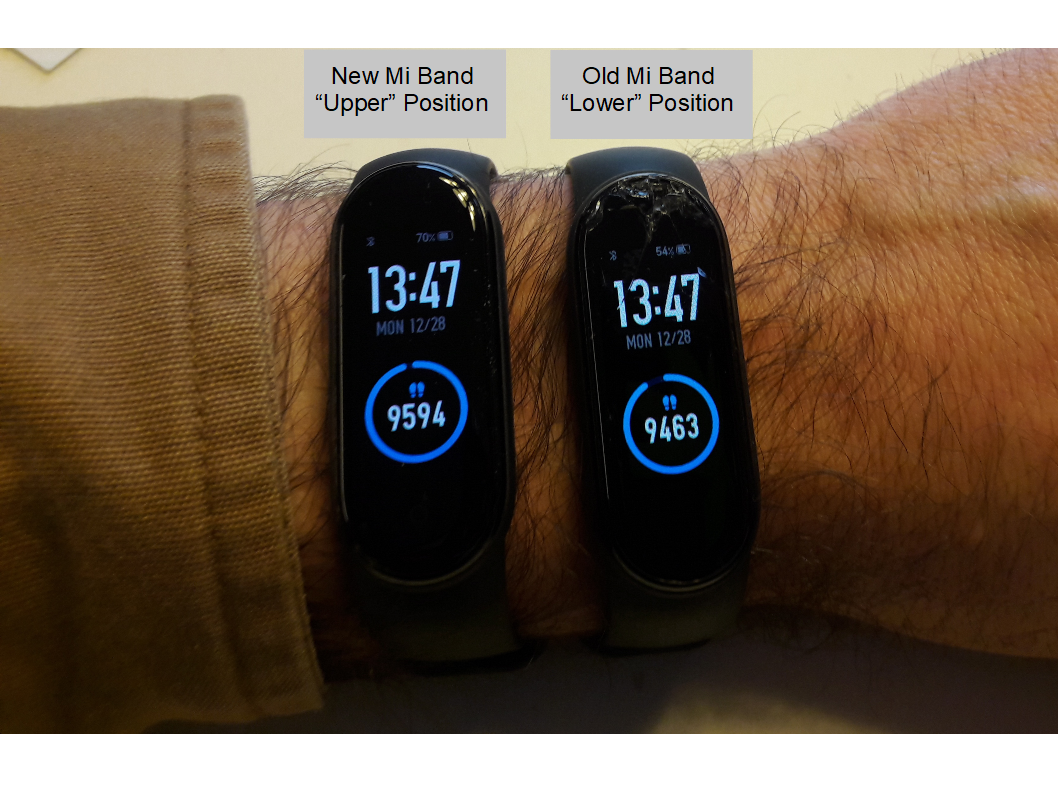 New Mi Band
“Upper” Position
Old Mi Band
“Lower” Position
70%
13:47
MON 12/28
9594
54%
13:47
MON 12/28
9463